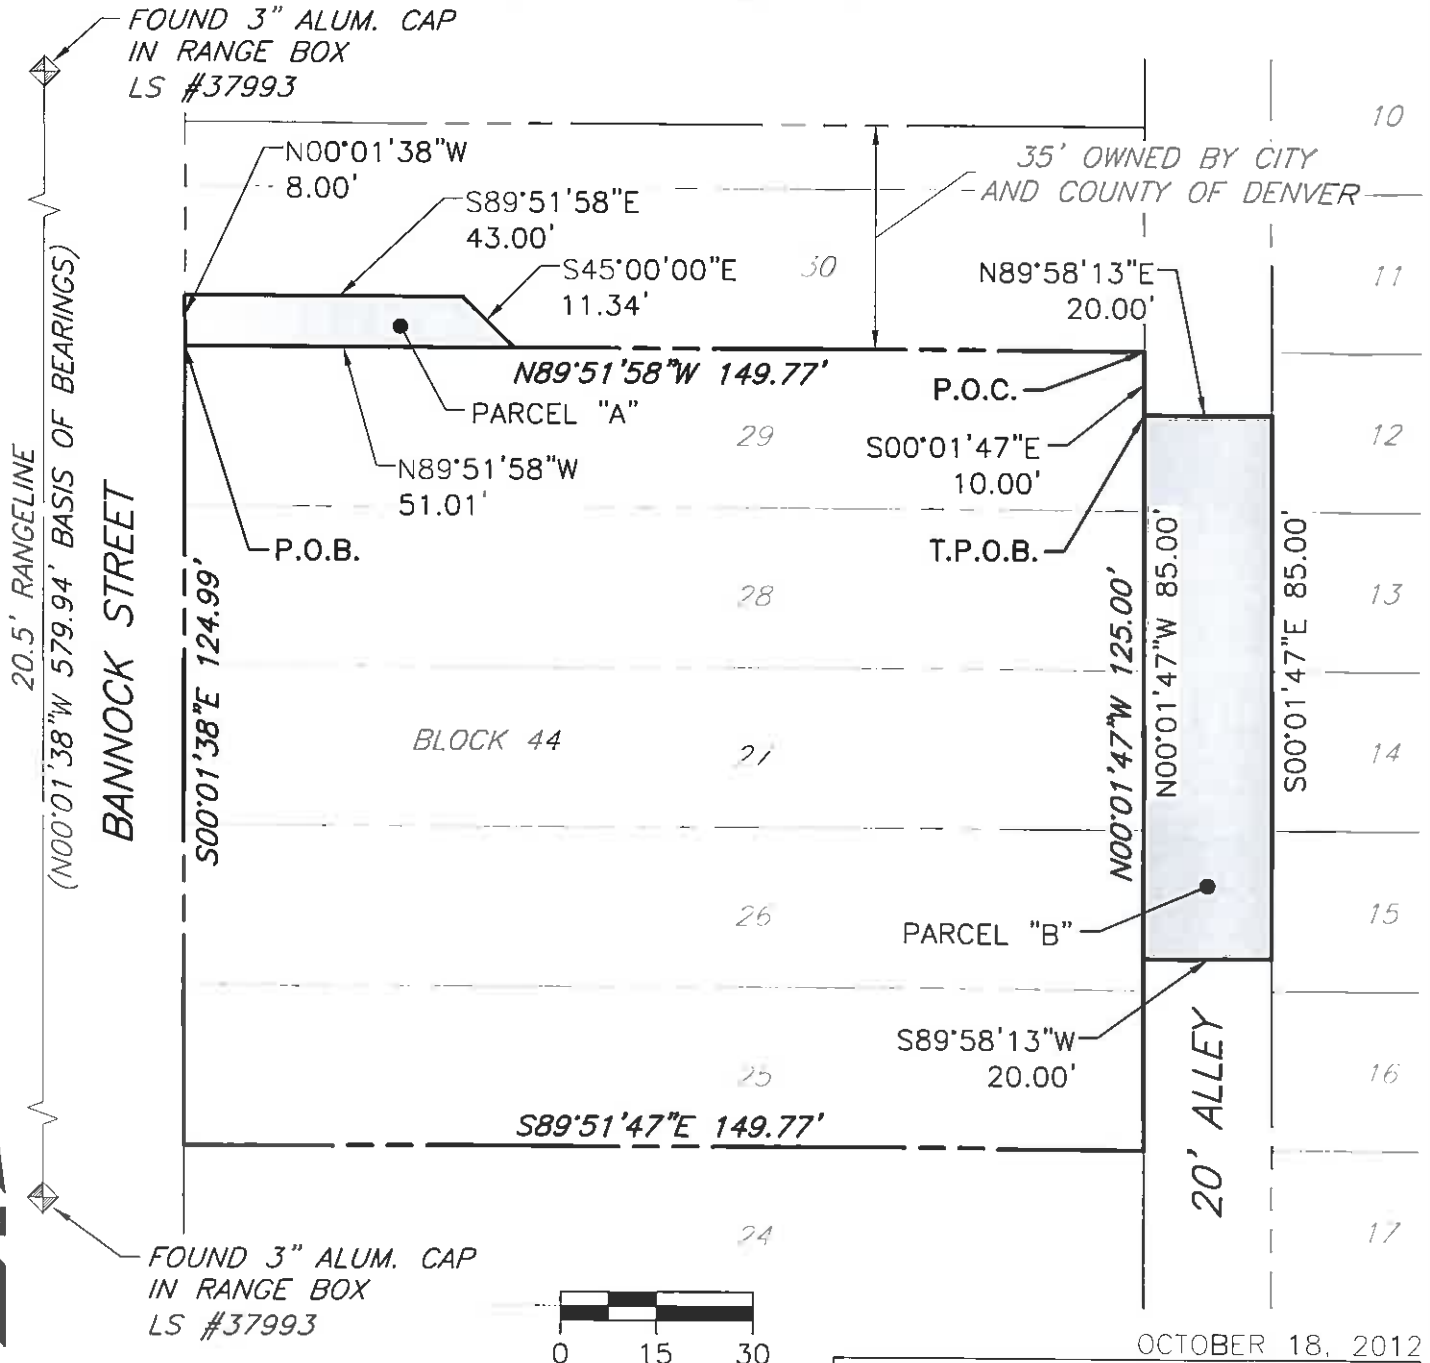 FOUND 3" ALUM. CAP
IN RANGE BOX
LS #37993
10
N00°01'38"W
8.00'
35' OWNED BY CITY
AND COUNTY OF DENVER
S89°51'58"E
43.00'
S45°00'00"E
11.34'
30
N89°58'13"E
20.00'
11
N89°51'58"W 149.77'
P.O.C.
PARCEL "A"
29
S00°01'47"E
10.00'
12
N89°51'58"W
51.01'
P.O.B.
T.P.O.B.
20.5' RANGELINE
(N00°01'38"W 579.94' BASIS OF BEARINGS)
BANNOCK STREET
S00°01'38"E 124.99'
28
N00°01'47"W 125.00'
N00°01'47"W 85.00'
S00°01'47"E 85.00'
13
BLOCK 44
14
26
PARCEL "B"
15
S89°58'13"W
20.00'
25
16
S89°51'47"E 149.77'
20' ALLEY
24
17
FOUND 3" ALUM. CAP
IN RANGE BOX
LS #37993
0 15 30
OCTOBER 18, 2012